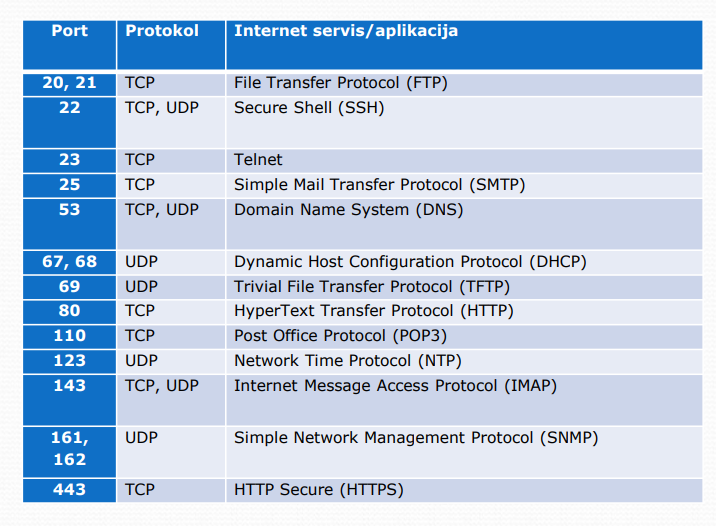 Port Protokol Internet servis/aplikacija
20, 21 TCP File Transfer Protocol (FTP)
22 TCP, UDP Secure Shell (SSH)
23 TCP Telnet
25 TCP Simple Mail Transfer Protocol (SMTP)
53 TCP, UDP Domain Name System (DNS)
67, 68 UDP Dynamic Host Configuration Protocol (DHCP)
69 UDP Trivial File Transfer Protocol (TFTP)
80 TCP HyperText Transfer Protocol (HTTP)
110 TCP Post Office Protocol (POP3)
123 UDP Network Time Protocol (NTP)
143 TCP, UDP Internet Message Access Protocol (IMAP)
161, UDP Simple Network Management Protocol (SNMP)
162
443 TCP HTTP Secure (HTTPS)